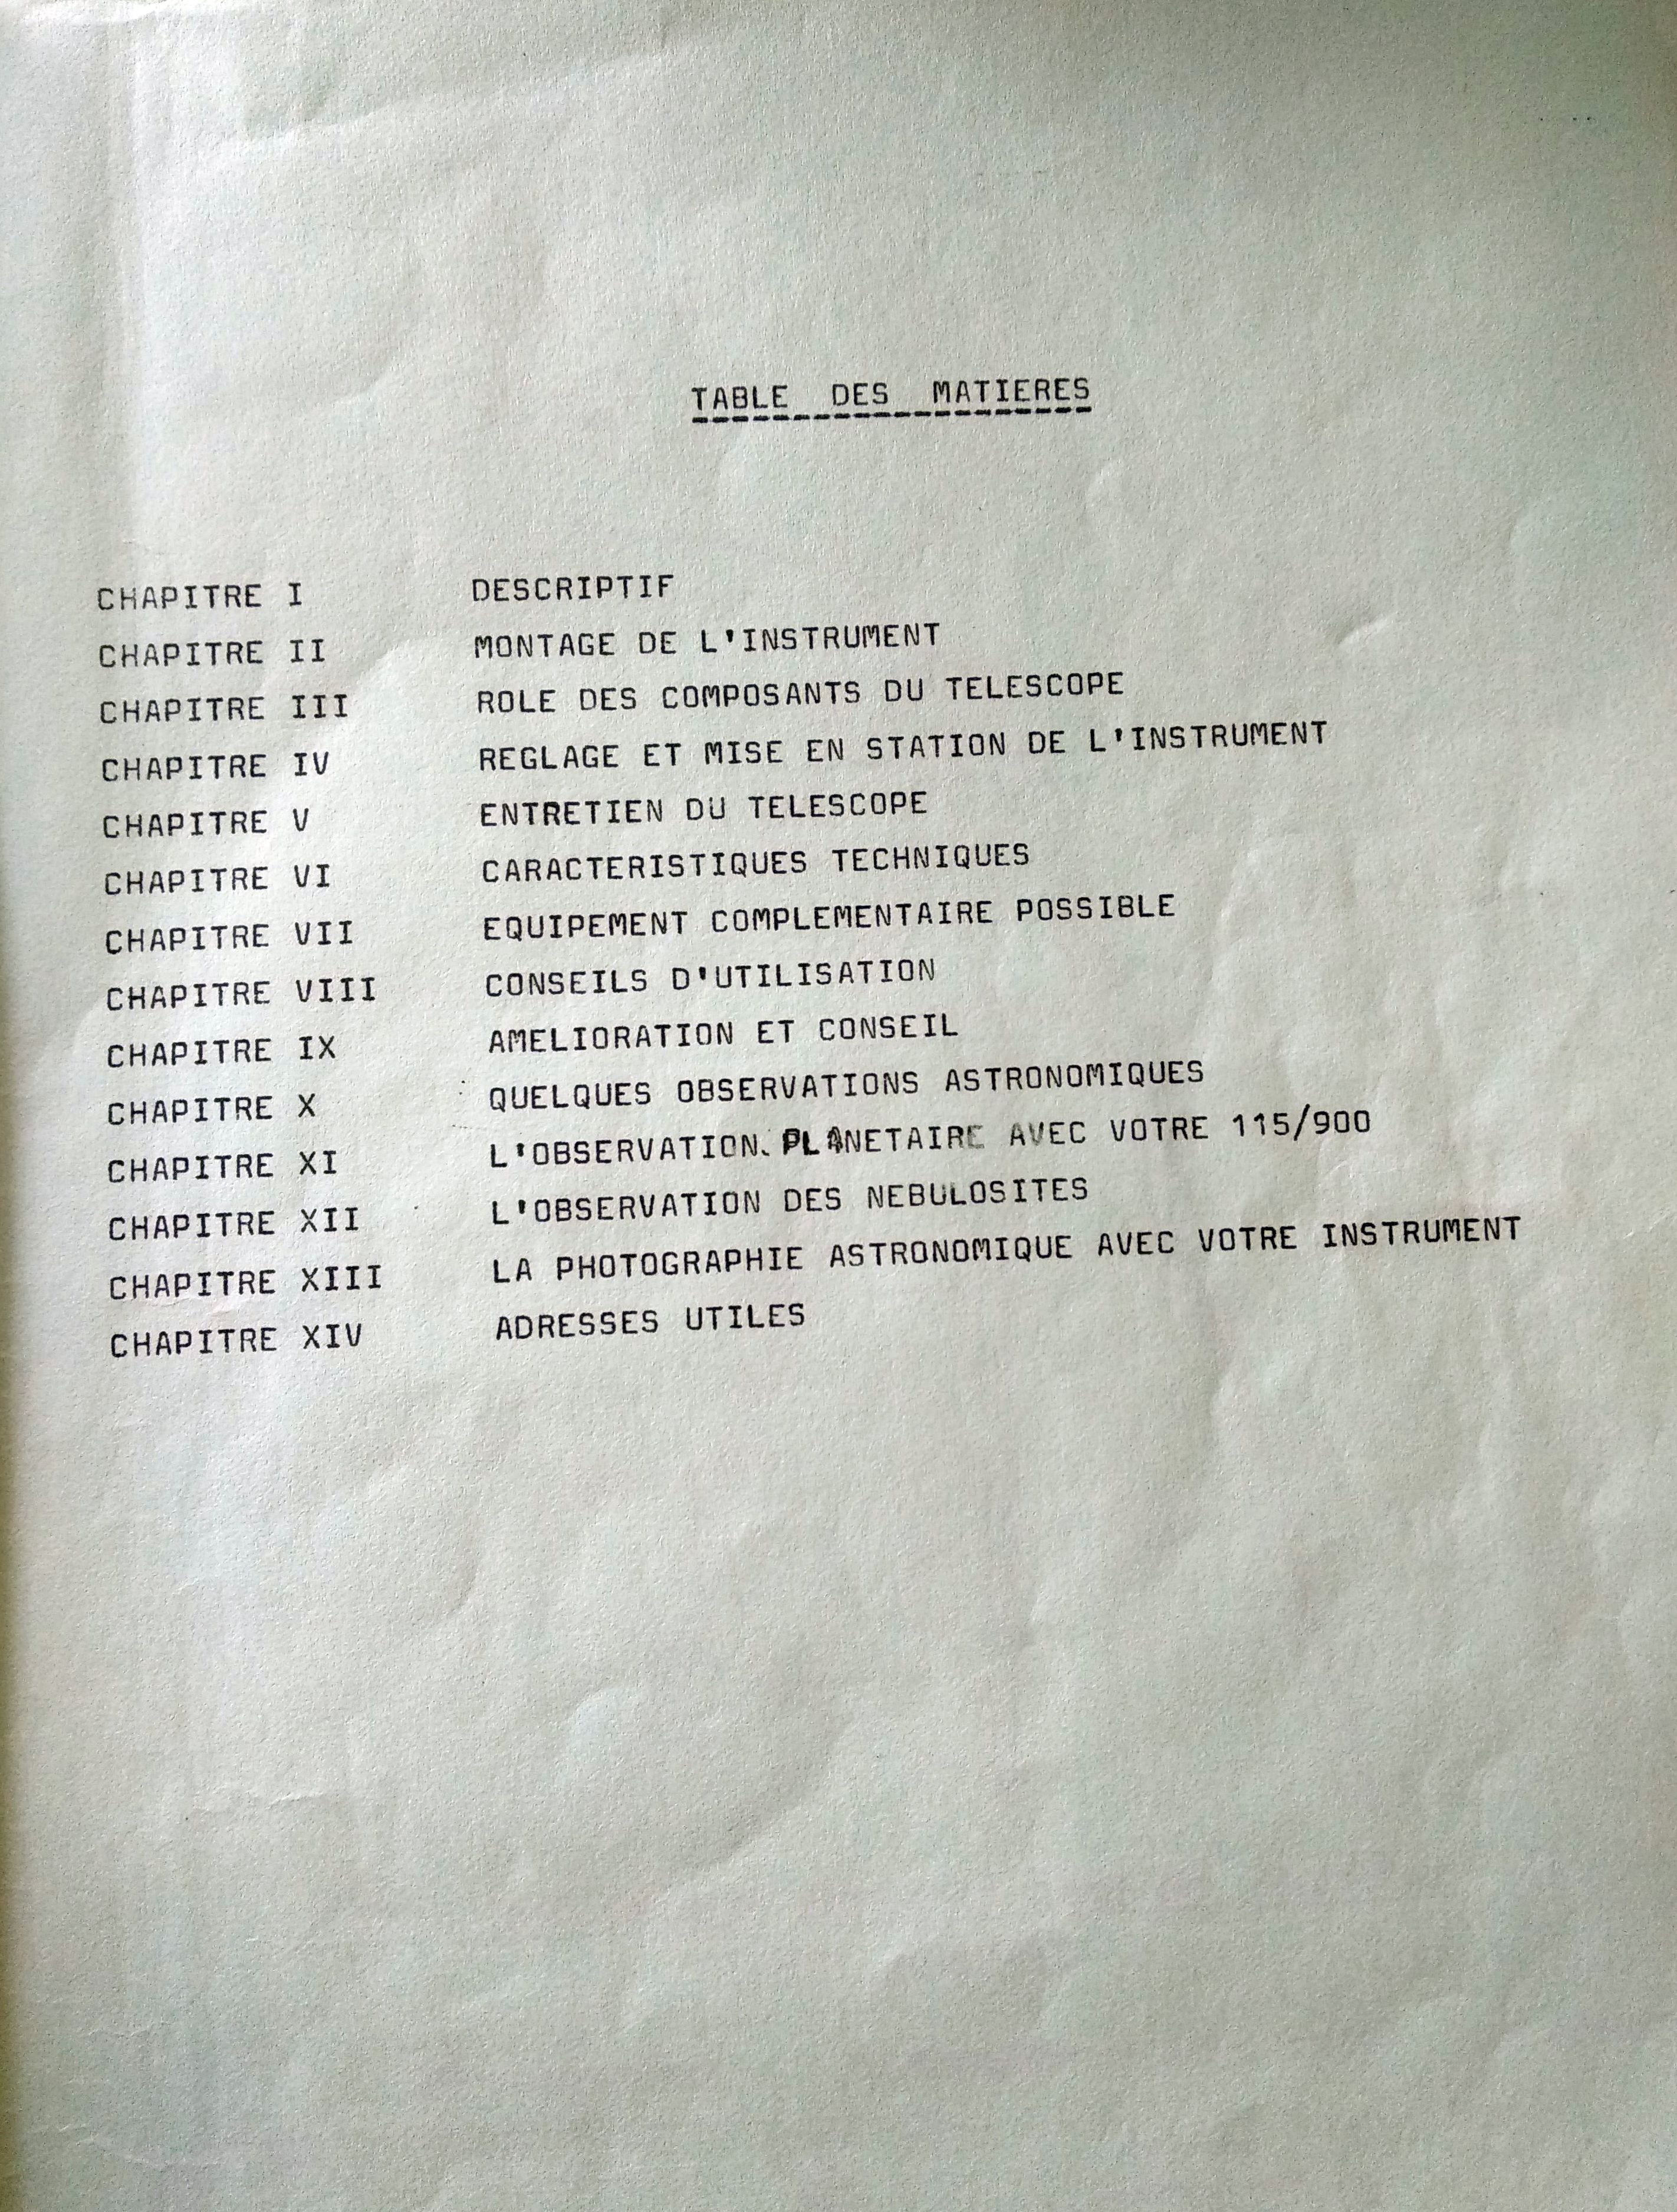 TABLE DES MATIERES
CHAPITRE I DESCRIPTIF
CHAPITRE II MONTAGE DE L'INSTRUMENT
CHAPITRE III ROLE DES COMPOSANTS DU TELESCOPE
CHAPITRE IV REGLAGE ET MISE EN STATION DE L'INSTRUMENT
CHAPITRE V ENTRETIEN DU TELESCOPE
CHAPITRE VI CARACTERISTIQUES TECHNIQUES
CHAPITRE VII EQUIPEMENT COMPLEMENTAIRE POSSIBLE
CHAPITRE VIII CONSEILS D'UTILISATION
CHAPITRE IX AMELIORATION ET CONSEIL
CHAPITRE X QUELQUES OBSERVATIONS ASTRONOMIQUES
CHAPITRE XI L'OBSERVATION PLANETAIRE AVEC VOTRE 115/900
CHAPITRE XII L'OBSERVATION DES NEBULOSITES
CHAPITRE XIII LA PHOTOGRAPHIE ASTRONOMIQUE AVEC VOTRE INSTRUMENT
CHAPITRE XIV ADRESSES UTILES